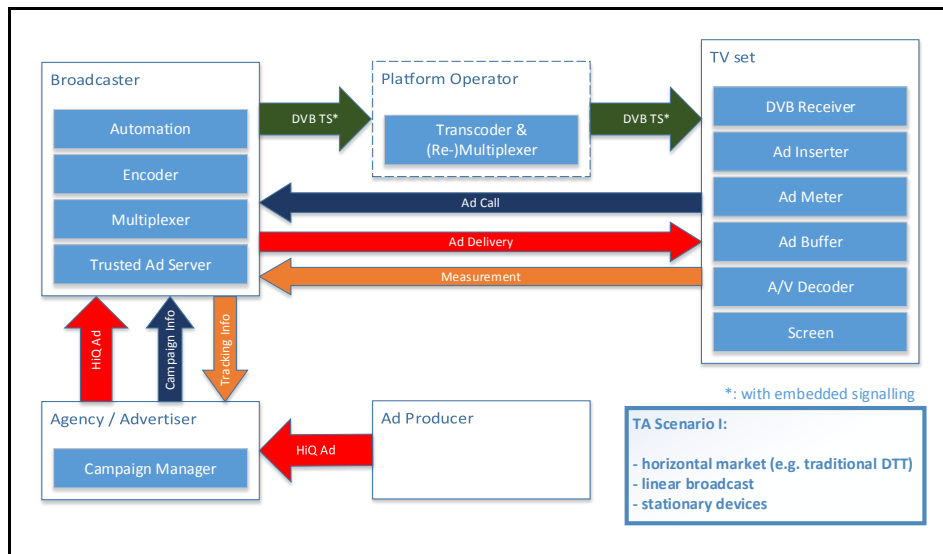 Broadcaster
Automation
Encoder
Multiplexer
Trusted Ad Server
DVB TS*
Platform Operator
Transcoder &
(Re-)Multiplexer
DVB TS*
TV set
DVB Receiver
Ad Inserter
Ad Meter
Ad Buffer
A/V Decoder
Screen
Ad Call
Ad Delivery
Measurement
HiQ Ad
Campaign Info
Tracking Info
Agency / Advertiser
Campaign Manager
HiQ Ad
Ad Producer
*: with embedded signalling
TA Scenario I:
- horizontal market (e.g. traditional DTT)
- linear broadcast
- stationary devices